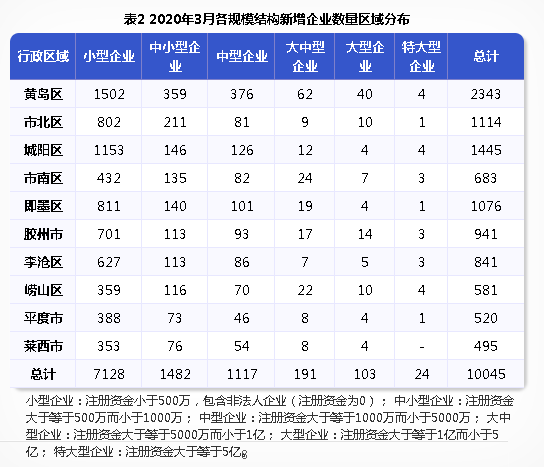 表2 2020年3月各规模结构新增企业数量区域分布
行政区域 小型企业 中小型企业 中型企业 大中型企业 大型企业 特大型企业 总计
黄岛区 1502 359 376 62 40 4 2343
市北区 802 211 81 9 10 1 1114
城阳区 1153 146 126 12 4 4 1445
市南区 432 135 82 24 7 3 683
即墨区 811 140 101 19 4 1 1076
胶州市 701 113 93 17 14 3 941
李沧区 627 113 86 7 5 3 841
崂山区 359 116 70 22 10 4 581
平度市 388 73 46 8 4 1 520
莱西市 353 76 54 8 4 - 495
总计 7128 1482 1117 191 103 24 10045
小型企业：注册资金小于500万，包含非法人企业（注册资金为0）； 中小型企业：注册资金
大于等于500万而小于1000万； 中型企业：注册资金大于等于1000万而小于5000万； 大中
型企业：注册资金大于等于5000万而小于1亿； 大型企业：注册资金大于等于1亿而小于5
亿； 特大型企业：注册资金大于等于5亿。